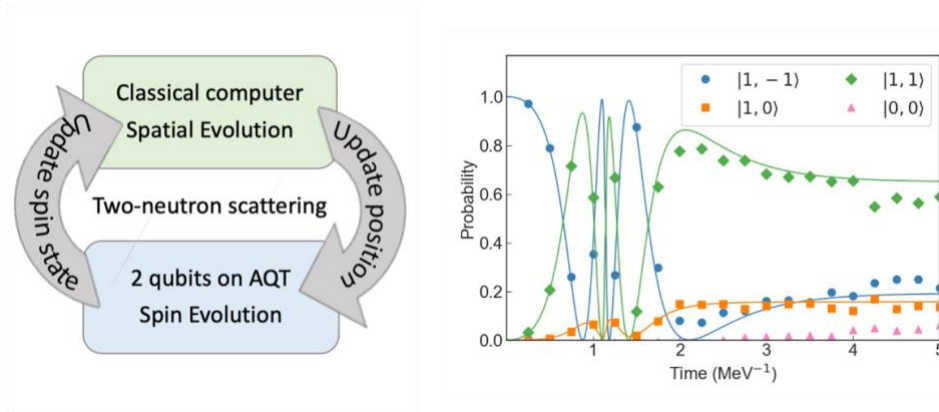 Classical computer
Spatial Evolution
Update spin state
Update position
Two-neutron scattering
2 qubits on AQT
Spin Evolution
|1, −1⟩
|1, 1⟩
|1, 0⟩
|0, 0⟩
Probability
1.0
0.8
0.6
0.4
0.2
0.0
1
2
3
4
5
Time (MeV⁻¹)